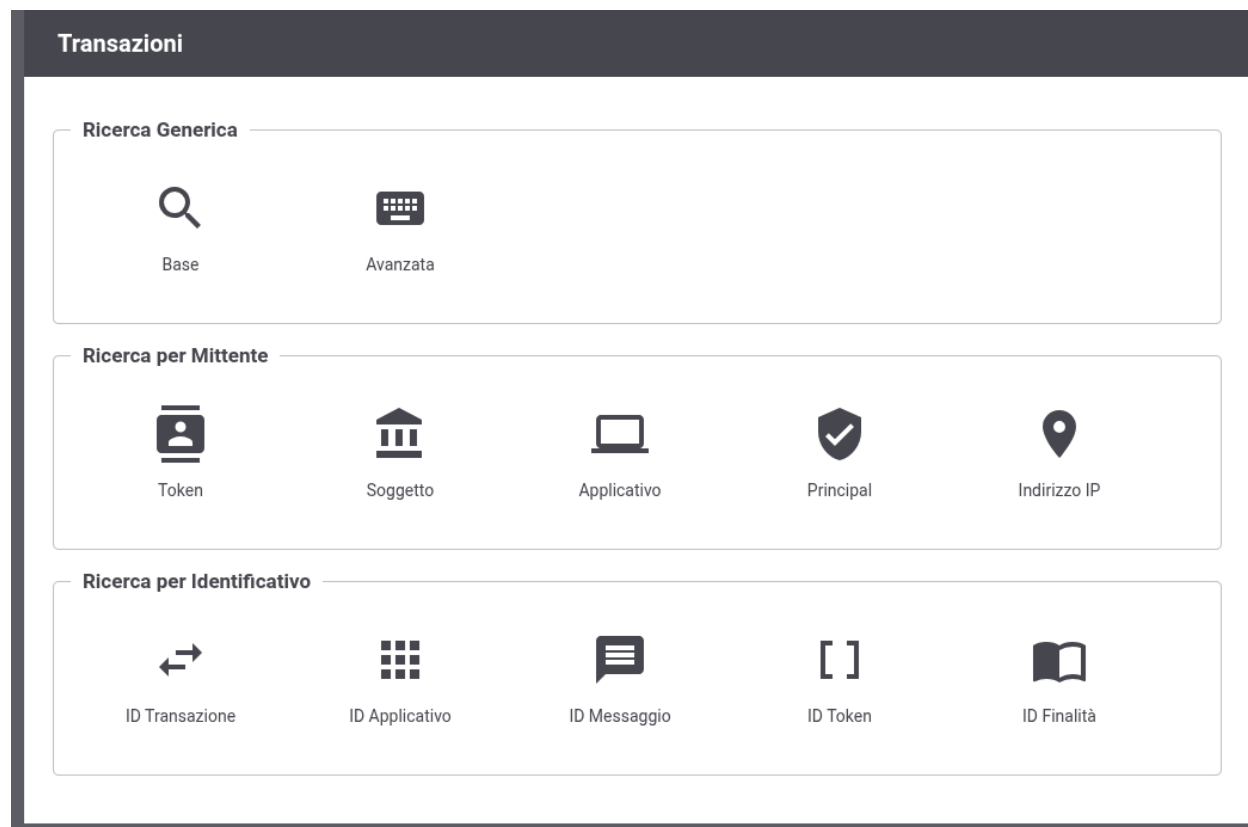 Transazioni
Ricerca Generica
Base Avanzata
Ricerca per Mittente
Token Soggetto Applicativo Principal Indirizzo IP
Ricerca per Identificativo
ID Transazione ID Applicativo ID Messaggio ID Token ID Finalità